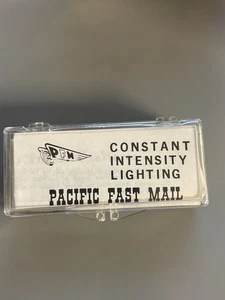 PFM
CONSTANT
INTENSITY
LIGHTING
PACIFIC FAST MAIL